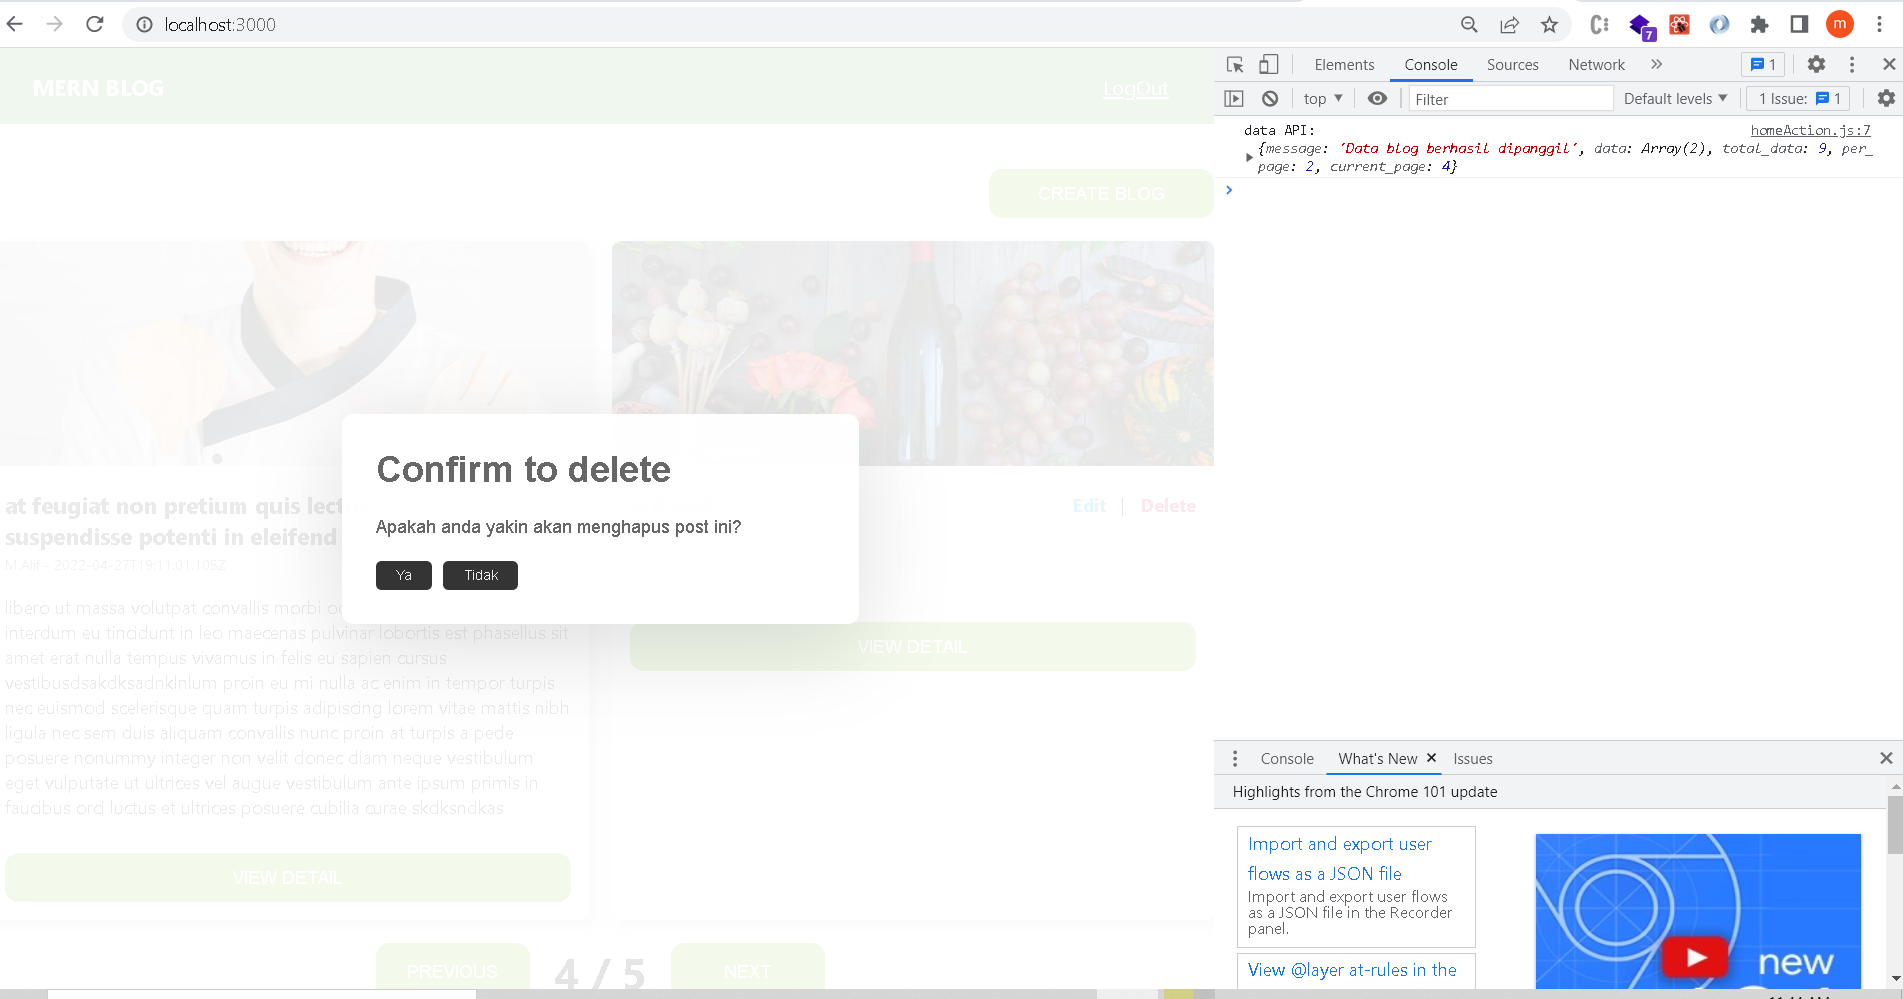 localhost:3000
7
m
MERN BLOG
LogOut
CREATE BLOG
Confirm to delete
Apakah anda yakin akan menghapus post ini?
Ya
Tidak
at feugiat non pretium quis lect
suspendisse potenti in eleifend
M.Alif - 2022-04-27T19:11:01.105Z
libero ut massa volutpat convallis morbi od
interdum eu tincidunt in leo maecenas pulvinar lobortis est phasellus sit
amet erat nulla tempus vivamus in felis eu sapien cursus
vestibusdsakdksadnklnlum proin eu mi nulla ac enim in tempor turpis
nec euismod scelerisque quam turpis adipiscing lorem vitae mattis nibh
ligula nec sem duis aliquam convallis nunc proin at turpis a pede
posuere nonummy integer non velit donec diam neque vestibulum
eget vulputate ut ultrices vel augue vestibulum ante ipsum primis in
faucibus orci luctus et ultrices posuere cubilia curae skdksndkas
VIEW DETAIL
Edit | Delete
VIEW DETAIL
PREVIOUS
4 / 5
NEXT
Elements
Console
Sources
Network
1
top
Filter
Default levels
1 Issue:
1
data API:
homeAction.js:7
{message: 'Data blog berhasil dipanggil', data: Array(2), total_data: 9, per_
page: 2, current_page: 4}
Console
What's New
Issues
Highlights from the Chrome 101 update
Import and export user
flows as a JSON file
Import and export user flows
as a JSON file in the Recorder
panel.
View @layer at-rules in the
new